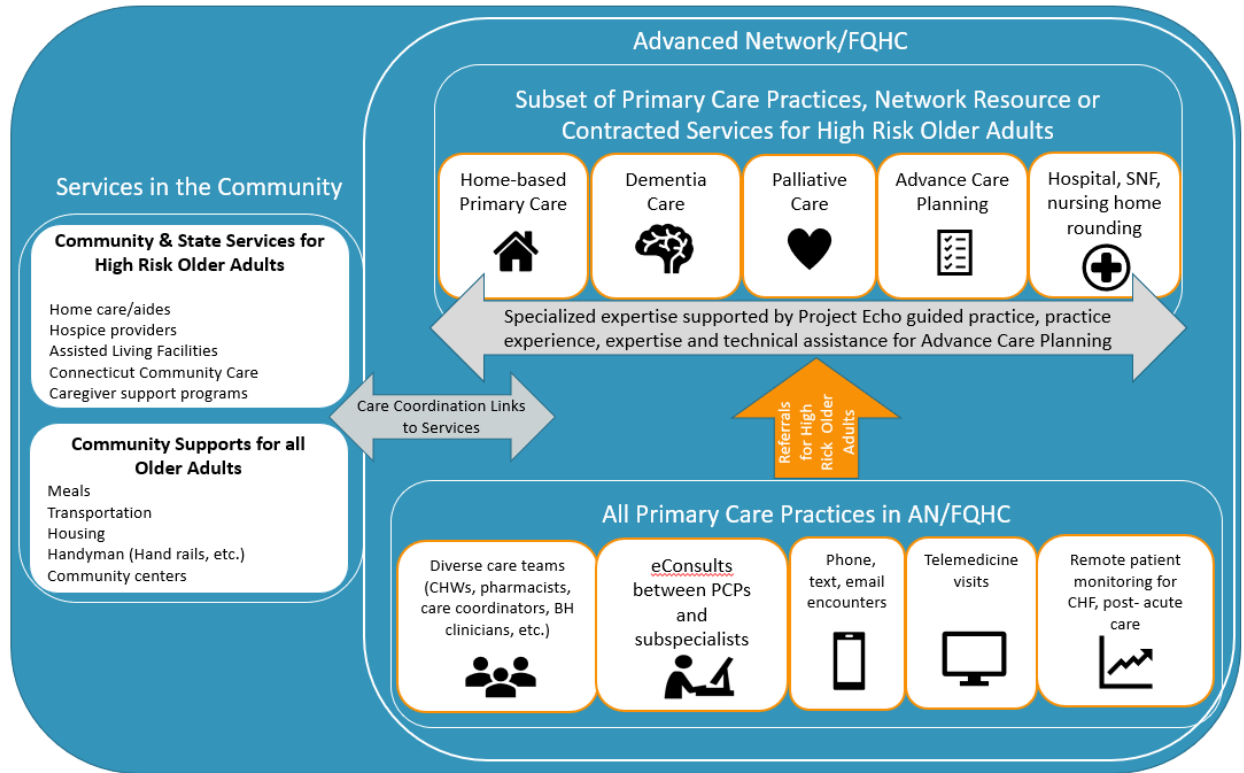 Advanced Network/FQHC
Subset of Primary Care Practices, Network Resource or
Contracted Services for High Risk Older Adults
Home-based
Primary Care
Dementia
Care
Palliative
Care
Advance Care
Planning
Hospital, SNF,
nursing home
rounding
Specialized expertise supported by Project Echo guided practice, practice
experience, expertise and technical assistance for Advance Care Planning
Services in the Community
Community & State Services for
High Risk Older Adults
Home care/aides
Hospice providers
Assisted Living Facilities
Connecticut Community Care
Caregiver support programs
Community Supports for all
Older Adults
Meals
Transportation
Housing
Handyman (Hand rails, etc.)
Community centers
Care Coordination Links
to Services
Referrals
for High
Rick Older
Adults
All Primary Care Practices in AN/FQHC
Diverse care teams
(CHWs, pharmacists,
care coordinators, BH
clinicians, etc.)
eConsults
between PCPs
and
subspecialists
Phone,
text, email
encounters
Telemedicine
visits
Remote patient
monitoring for
CHF, post- acute
care